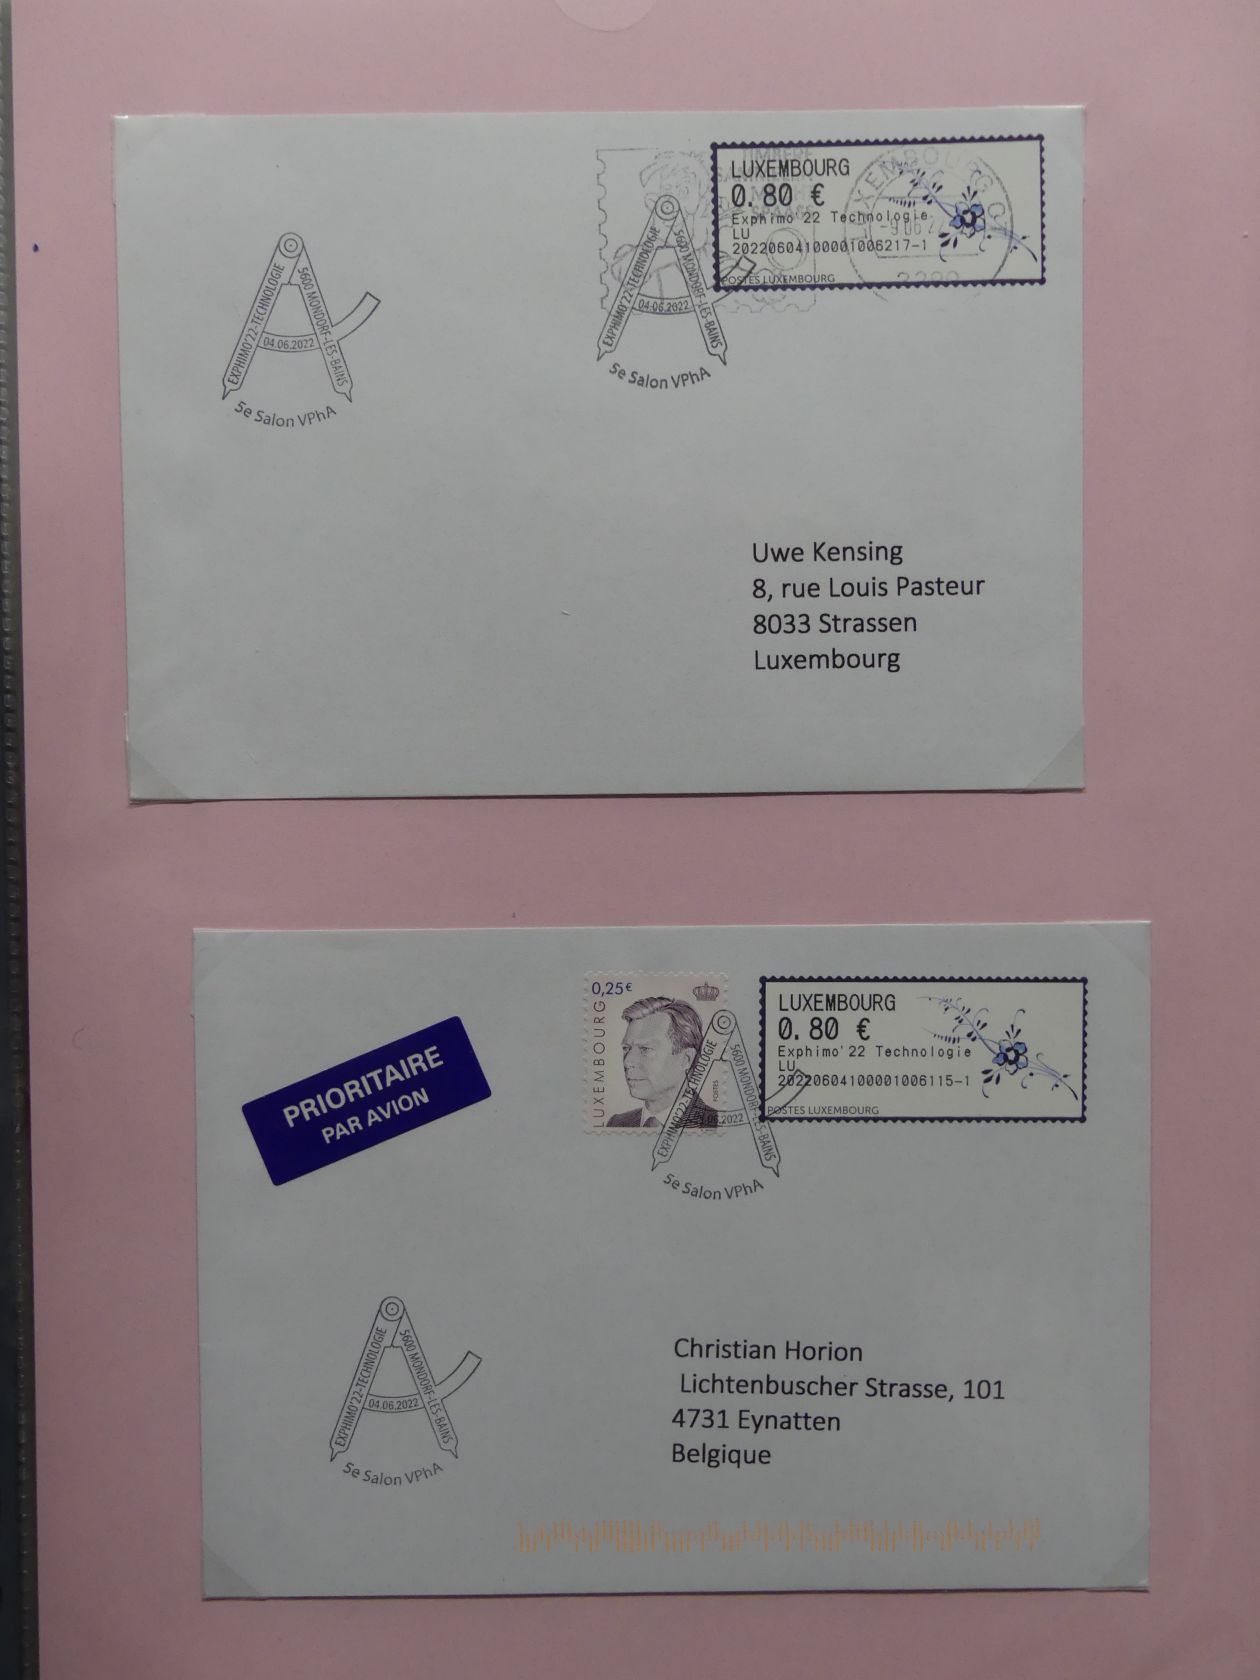 TIMBRE
LUXEMBOURG
0.80 €
Exphimo'22 Technologie
LU
20220604100001006217-1
POSTES LUXEMBOURG
LUXEMBOURG
EXPHIMO'22-TECHNOLOGIE
5600 MONDORF-LES-BAINS
04.06.2022
5e Salon VPhA
EXPHIMO'22-TECHNOLOGIE
5600 MONDORF-LES-BAINS
04.06.2022
5e Salon VPhA
Uwe Kensing
8, rue Louis Pasteur
8033 Strassen
Luxembourg
0,25€
LUXEMBOURG
POSTES
LUXEMBOURG
0.80 €
Exphimo'22 Technologie
LU
20220604100001006115-1
POSTES LUXEMBOURG
PRIORITAIRE
PAR AVION
EXPHIMO'22-TECHNOLOGIE
5600 MONDORF-LES-BAINS
04.06.2022
5e Salon VPhA
EXPHIMO'22-TECHNOLOGIE
5600 MONDORF-LES-BAINS
04.06.2022
5e Salon VPhA
Christian Horion
Lichtenbuscher Strasse, 101
4731 Eynatten
Belgique